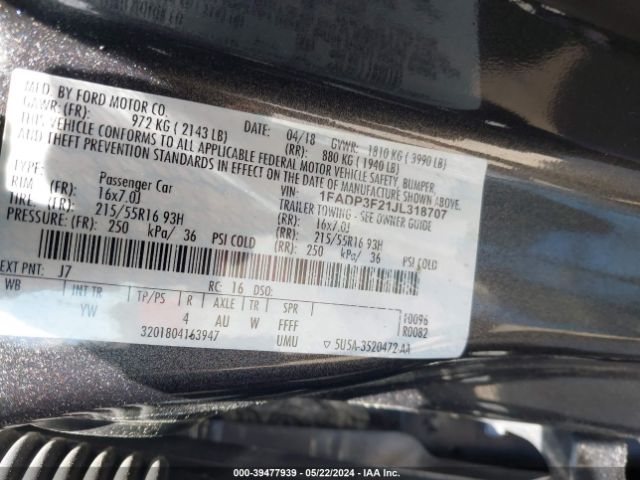 MFD. BY FORD MOTOR CO.
DATE: 04/18 GVWR: 1810 KG ( 3990 LB)
GAWR: (FR): 972 KG ( 2143 LB) (RR): 880 KG ( 1940 LB)
THIS VEHICLE CONFORMS TO ALL APPLICABLE FEDERAL MOTOR VEHICLE SAFETY, BUMPER,
AND THEFT PREVENTION STANDARDS IN EFFECT ON THE DATE OF MANUFACTURE SHOWN ABOVE.
VIN: 1FADP3F21JL318707
TYPE: Passenger Car TRAILER TOWING - SEE OWNER GUIDE
RIM (FR): 16x7.0J (RR): 16x7.0J
TIRE: (FR): 215/55R16 93H (RR): 215/55R16 93H
PRESSURE: (FR): 250 kPa/ 36 PSI COLD (RR): 250 kPa/ 36 PSI COLD
EXT PNT: J7 RC: 16 DSO:
WB INT TR TP/PS R AXLE TR SPR F0096
YW 4 AU W FFFF R0082
3201804163947 UMU ▽ 5U5A-3520472-AA
000-39477939 - 05/22/2024 - IAA Inc.